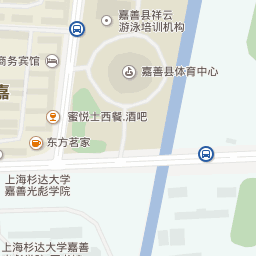 嘉善县祥云
游泳培训机构
商务宾馆
嘉善县体育中心
嘉
蜜悦士西餐.酒吧
东方茗家
上海杉达大学
嘉善光彪学院
上海杉达大学嘉善